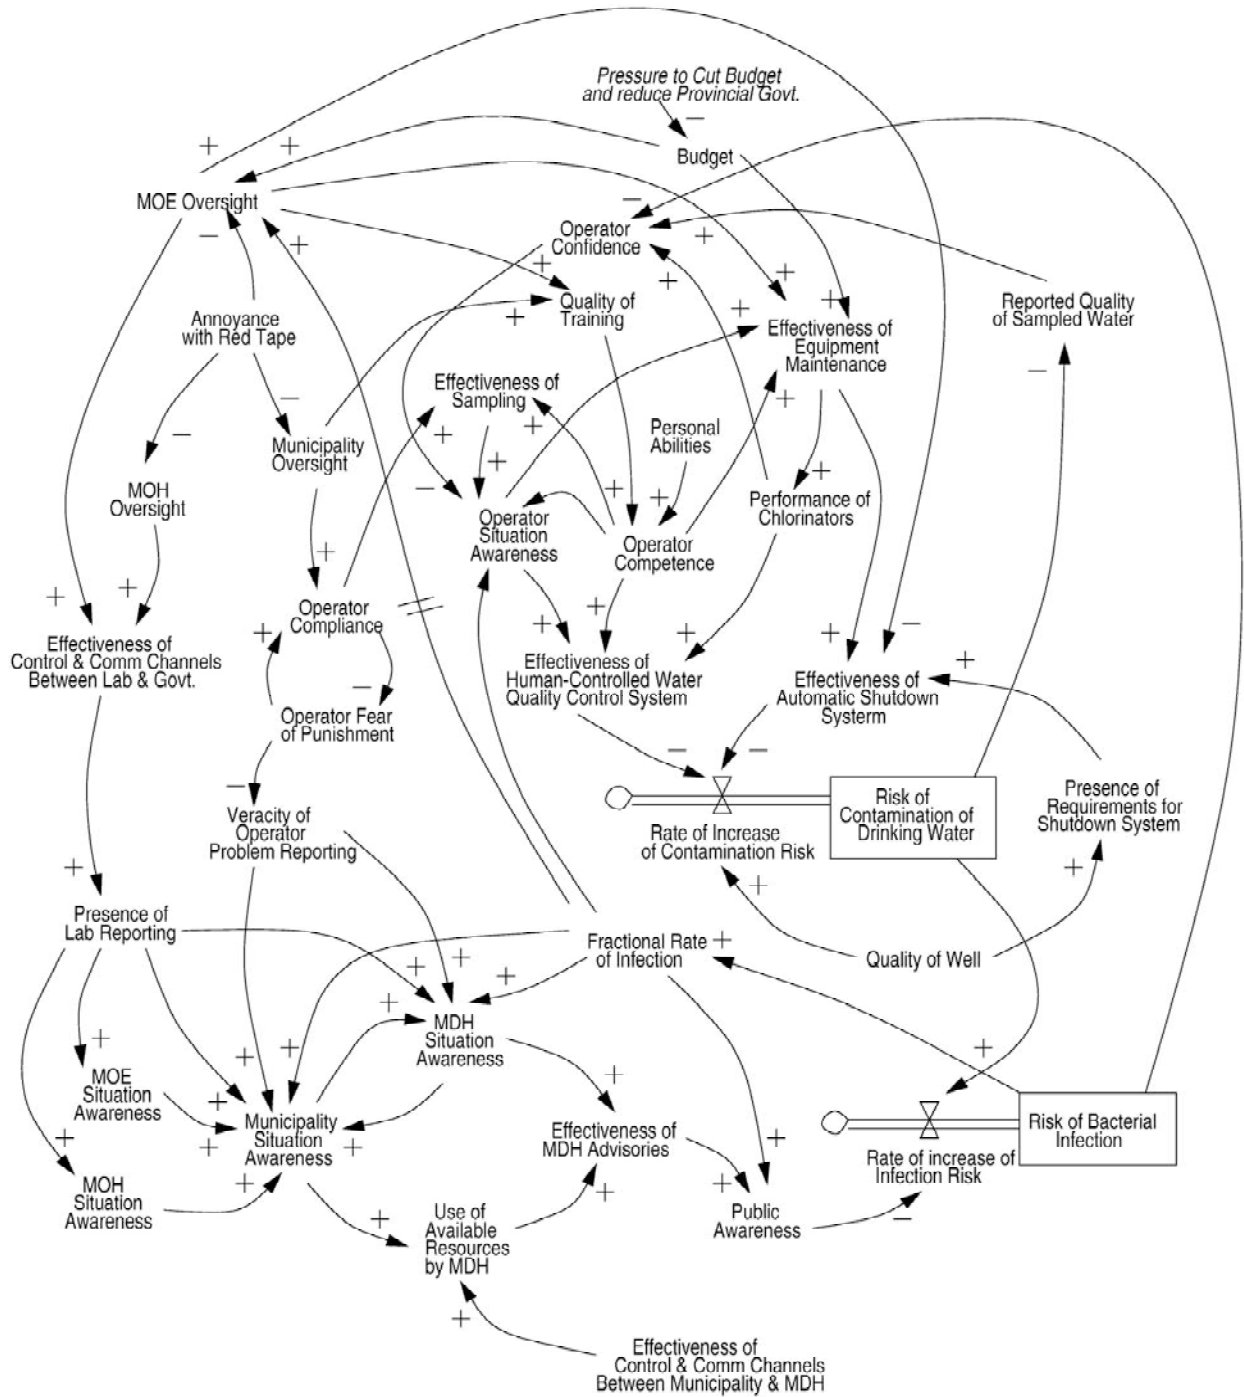 Pressure to Cut Budget
and reduce Provincial Govt.
Budget
MOE Oversight
Operator
Confidence
Quality of
Training
Reported Quality
of Sampled Water
Annoyance
with Red Tape
Effectiveness of
Equipment
Maintenance
Effectiveness of
Sampling
Personal
Abilities
Municipality
Oversight
MOH
Oversight
Operator
Situation
Awareness
Performance of
Chlorinators
Operator
Competence
Operator
Compliance
Effectiveness of
Control & Comm Channels
Between Lab & Govt.
Effectiveness of
Human-Controlled Water
Quality Control System
Effectiveness of
Automatic Shutdown
Systerm
Operator Fear
of Punishment
Veracity of
Operator
Problem Reporting
Rate of Increase
of Contamination Risk
Risk of
Contamination of
Drinking Water
Presence of
Requirements for
Shutdown System
Presence of
Lab Reporting
Fractional Rate
of Infection
Quality of Well
MDH
Situation
Awareness
MOE
Situation
Awareness
Municipality
Situation
Awareness
Effectiveness of
MDH Advisories
Risk of Bacterial
Infection
Rate of increase of
Infection Risk
MOH
Situation
Awareness
Use of
Available
Resources
by MDH
Public
Awareness
Effectiveness of
Control & Comm Channels
Between Municipality & MDH